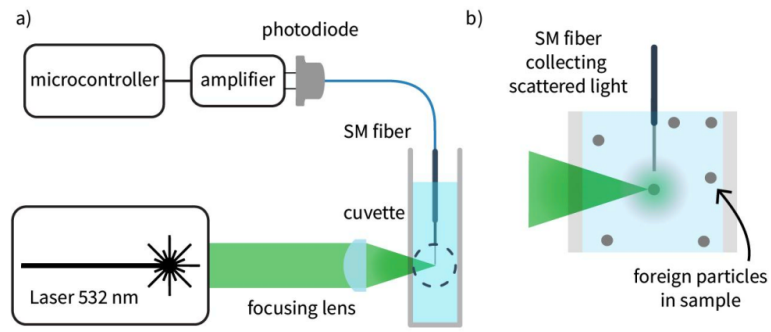 a)
photodiode
microcontroller
amplifier
SM fiber
cuvette
Laser 532 nm
focusing lens
b)
SM fiber
collecting
scattered light
foreign particles
in sample